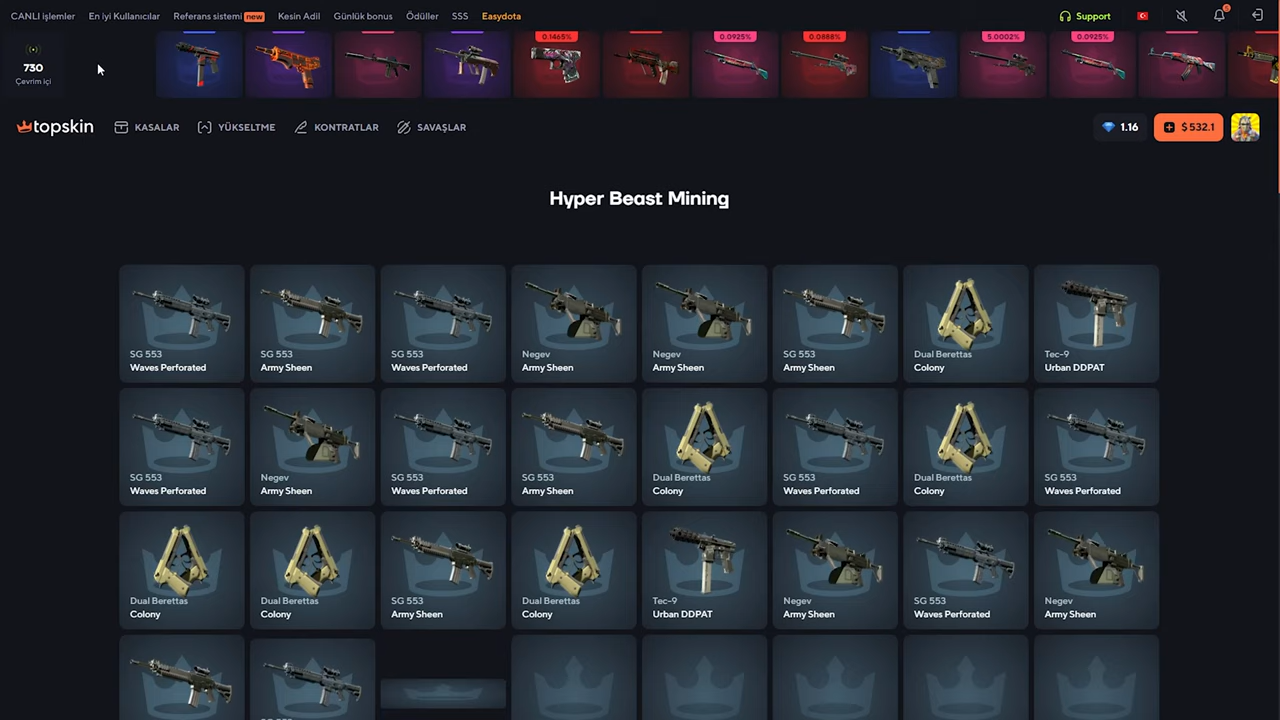 CANLI işlemler En iyi Kullanıcılar Referans sistemi new Kesin Adil Günlük bonus Ödüller SSS Easydota Support 5
0.1465% 0.0925% 0.0888% 5.0002% 0.0925%
730
Çevrim içi
topskin KASALAR YÜKSELTME KONTRATLAR SAVAŞLAR 1.16 $ 532.1
Hyper Beast Mining
SG 553 SG 553 SG 553 Negev Negev SG 553 Dual Berettas Tec-9
Waves Perforated Army Sheen Waves Perforated Army Sheen Army Sheen Army Sheen Colony Urban DDPAT
SG 553 Negev SG 553 SG 553 Dual Berettas SG 553 Dual Berettas SG 553
Waves Perforated Army Sheen Waves Perforated Army Sheen Colony Waves Perforated Colony Waves Perforated
Dual Berettas Dual Berettas SG 553 Dual Berettas Tec-9 Negev SG 553 Negev
Colony Colony Army Sheen Colony Urban DDPAT Army Sheen Waves Perforated Army Sheen